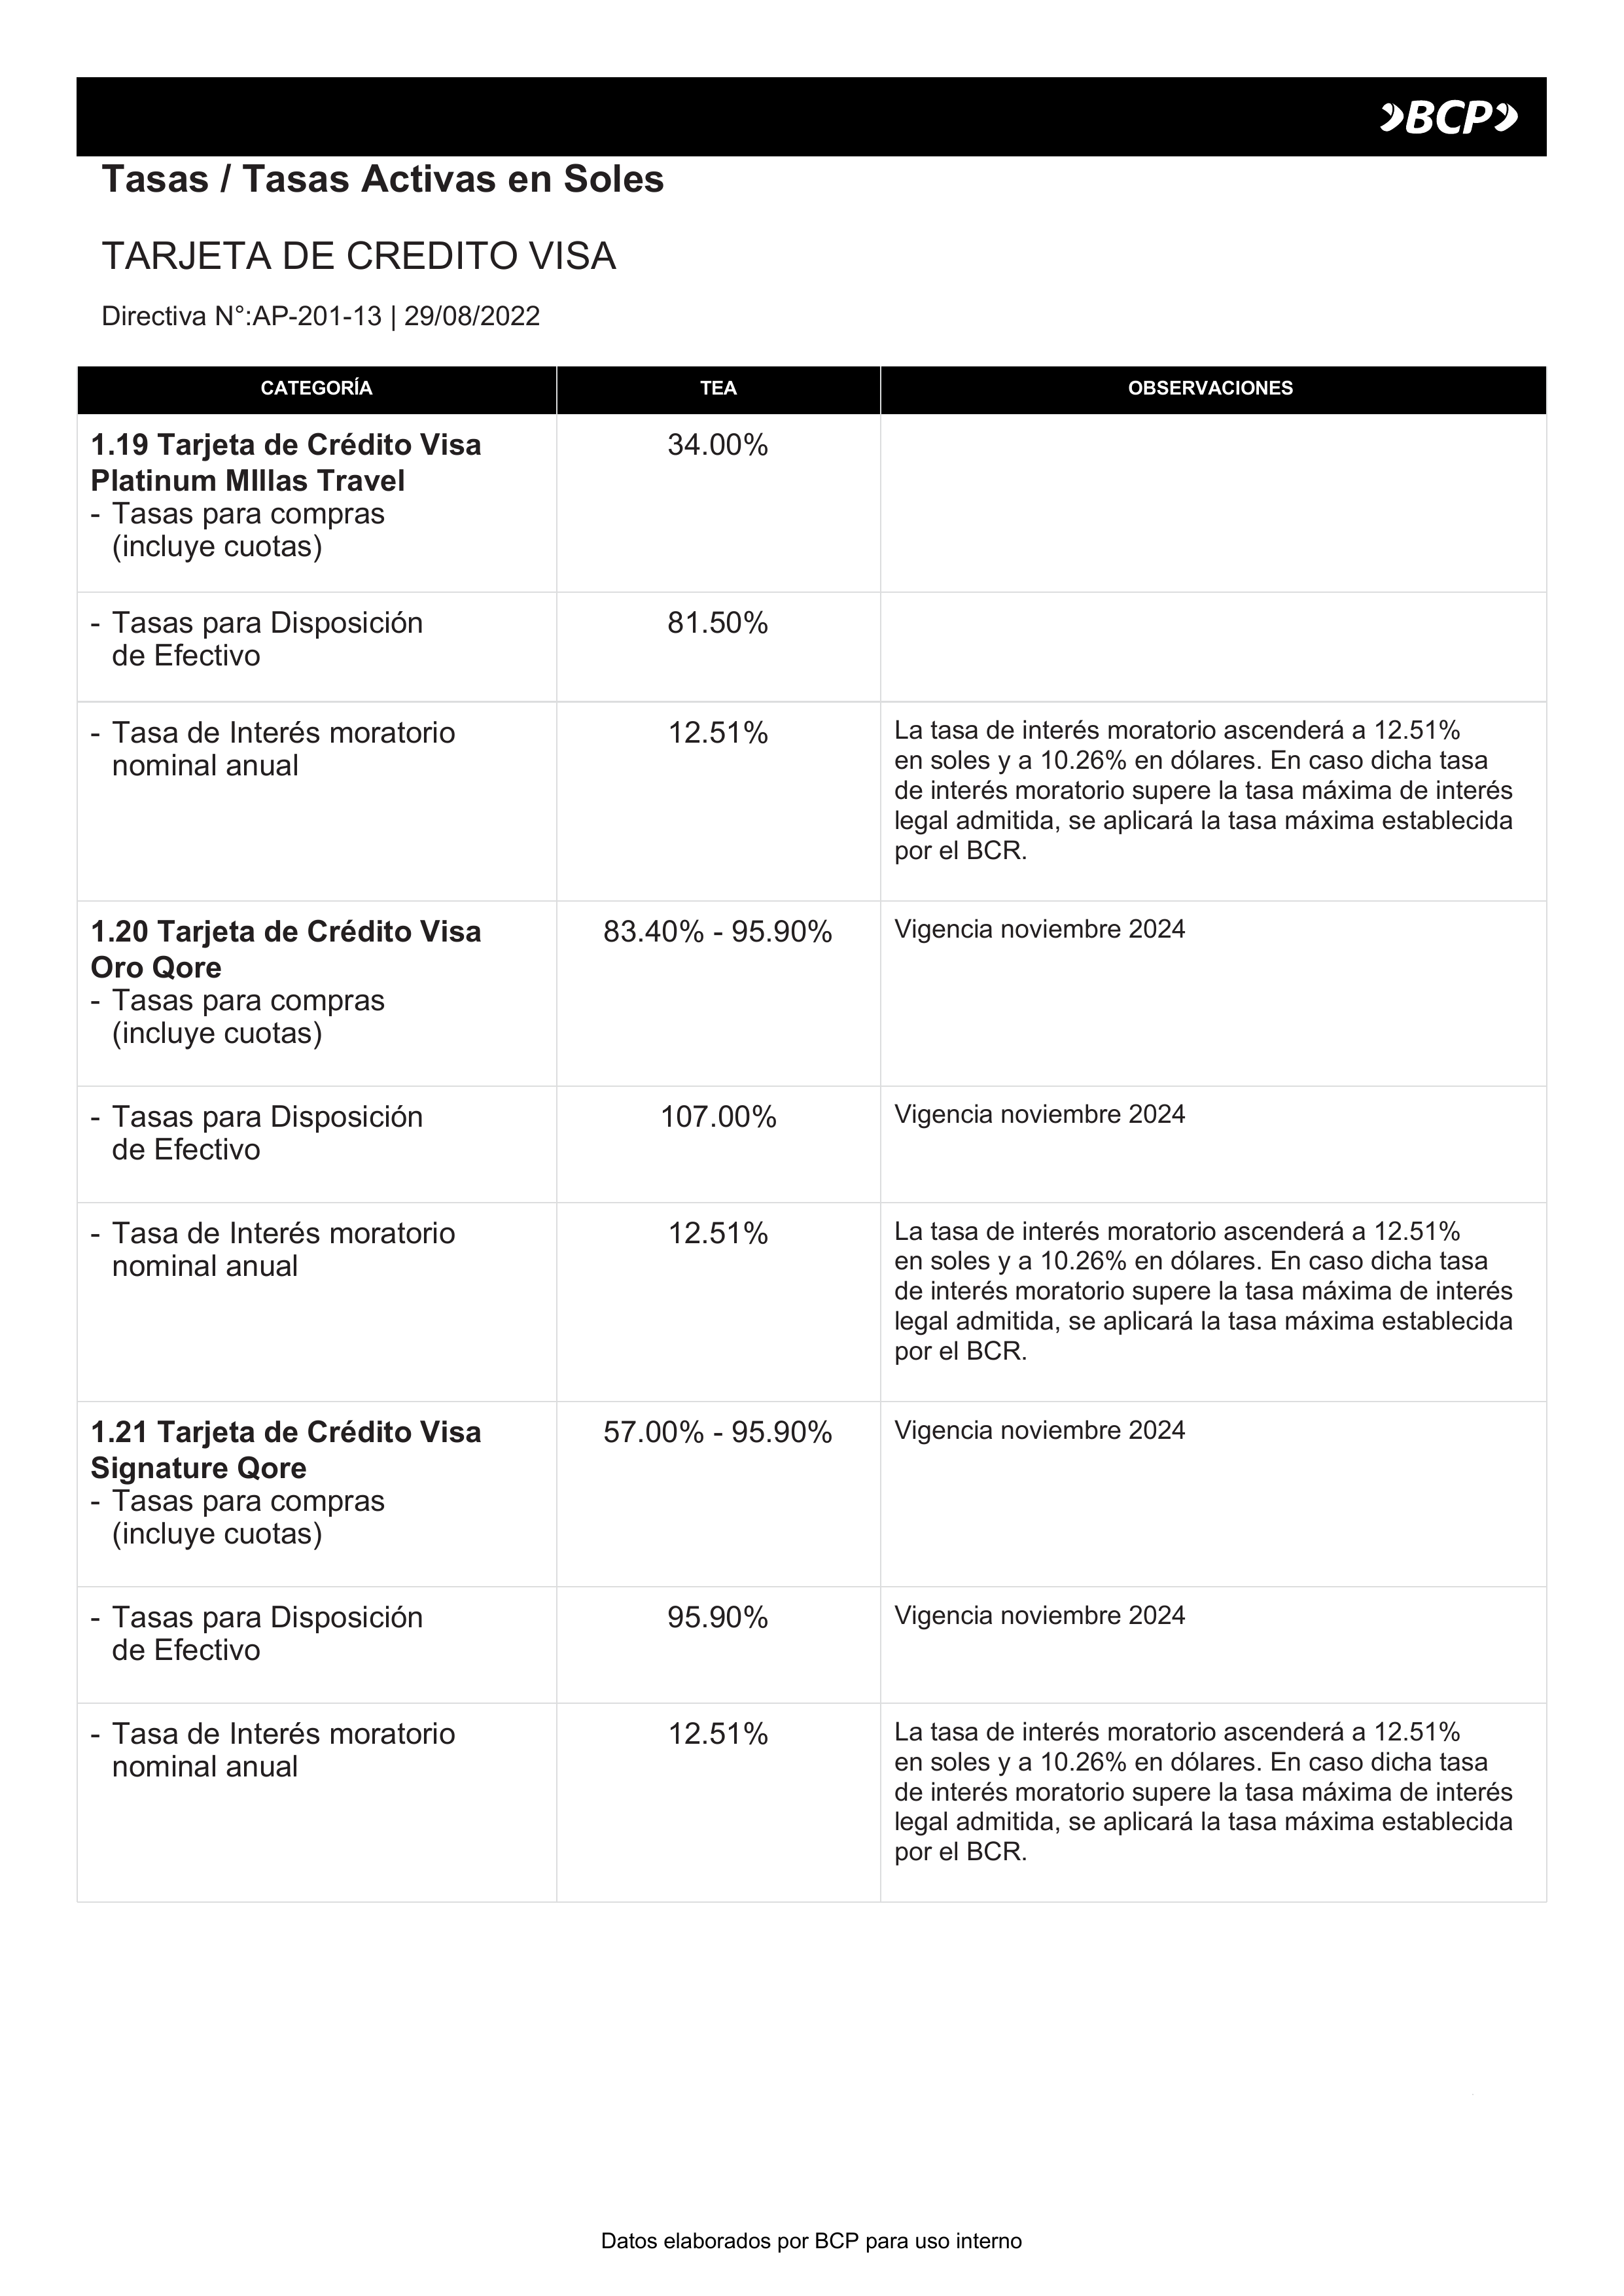 BCP
Tasas / Tasas Activas en Soles
TARJETA DE CREDITO VISA
Directiva N°:AP-201-13 | 29/08/2022
CATEGORÍA TEA OBSERVACIONES
1.19 Tarjeta de Crédito Visa 34.00%
Platinum MIllas Travel
- Tasas para compras
(incluye cuotas)
- Tasas para Disposición 81.50%
de Efectivo
- Tasa de Interés moratorio 12.51%
nominal anual
La tasa de interés moratorio ascenderá a 12.51%
en soles y a 10.26% en dólares. En caso dicha tasa
de interés moratorio supere la tasa máxima de interés
legal admitida, se aplicará la tasa máxima establecida
por el BCR.
1.20 Tarjeta de Crédito Visa 83.40% - 95.90% Vigencia noviembre 2024
Oro Qore
- Tasas para compras
(incluye cuotas)
- Tasas para Disposición 107.00% Vigencia noviembre 2024
de Efectivo
- Tasa de Interés moratorio 12.51%
nominal anual
La tasa de interés moratorio ascenderá a 12.51%
en soles y a 10.26% en dólares. En caso dicha tasa
de interés moratorio supere la tasa máxima de interés
legal admitida, se aplicará la tasa máxima establecida
por el BCR.
1.21 Tarjeta de Crédito Visa 57.00% - 95.90% Vigencia noviembre 2024
Signature Qore
- Tasas para compras
(incluye cuotas)
- Tasas para Disposición 95.90% Vigencia noviembre 2024
de Efectivo
- Tasa de Interés moratorio 12.51%
nominal anual
La tasa de interés moratorio ascenderá a 12.51%
en soles y a 10.26% en dólares. En caso dicha tasa
de interés moratorio supere la tasa máxima de interés
legal admitida, se aplicará la tasa máxima establecida
por el BCR.
Datos elaborados por BCP para uso interno